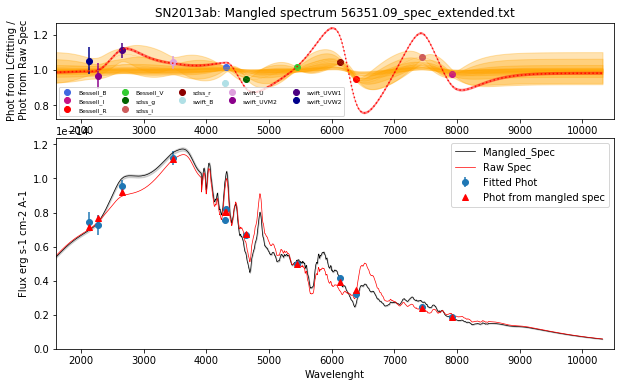 SN2013ab: Mangled spectrum 56351.09_spec_extended.txt
Phot from LCfitting /
Phot from Raw Spec
1.2
1.0
0.8
Bessell_B
Bessell_I
Bessell_R
Bessell_V
sdss_g
sdss_i
sdss_r
swift_B
swift_U
swift_UVM2
swift_UVW1
swift_UVW2
2000 3000 4000 5000 6000 7000 8000 9000 10000
1e−14
Flux erg s-1 cm-2 A-1
1.2
1.0
0.8
0.6
0.4
0.2
0.0
Mangled_Spec
Raw Spec
Fitted Phot
Phot from mangled spec
2000 3000 4000 5000 6000 7000 8000 9000 10000
Wavelenght